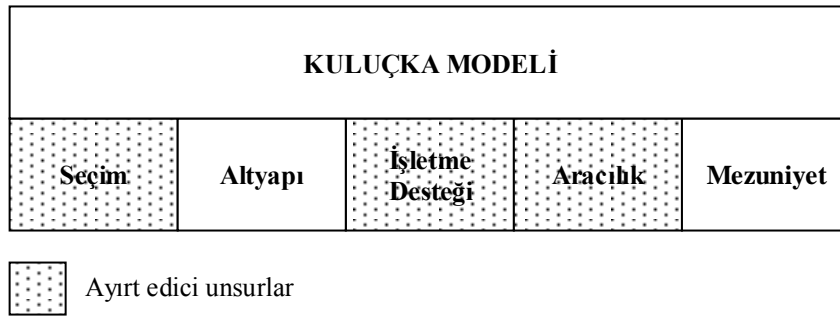 KULUÇKA MODELİ
Seçim
Altyapı
İşletme
Desteği
Aracılık
Mezuniyet
Ayırt edici unsurlar